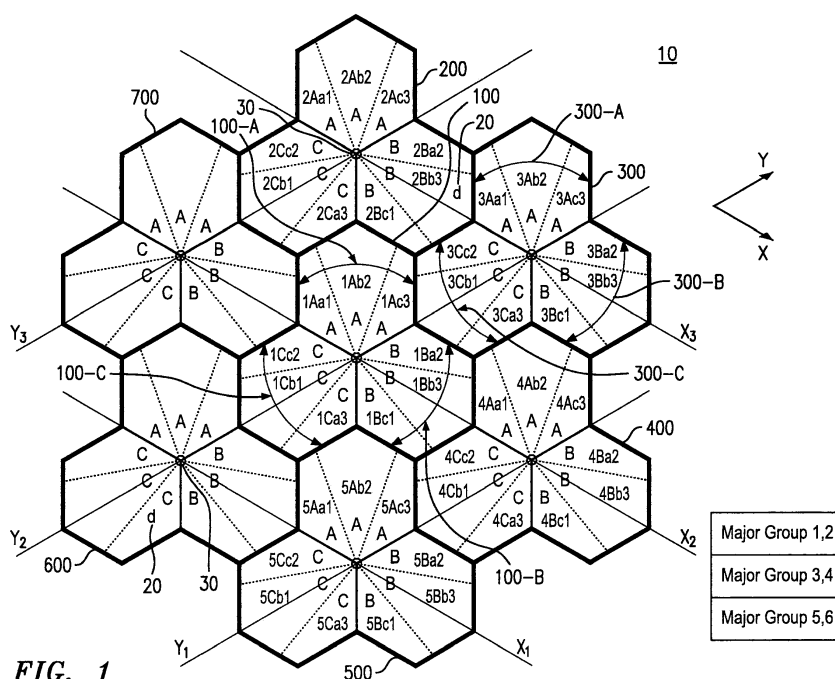 10
200
2Ab2
2Aa1 2Ac3
30
100-A
100
20
300-A
700
A A A
C B
2Cc2 2Ba2
C B
2Cb1 2Bb3
C B
2Ca3 2Bc1
d
3Ab2
3Aa1 3Ac3
300
Y
X
A A A
C B
C B
C B
1Ab2
1Aa1 1Ac3
A A A
3Cc2 3Ba2
C B
3Cb1 3Bb3
C B
3Ca3 3Bc1
C B
300-B
Y3
X3
A A A
1Cc2 C B 1Ba2
1Cb1 C B 1Bb3
C B
1Ca3 1Bc1
100-C
300-C
4Ab2
4Aa1 4Ac3
400
A A A
C B
C B
C B
d
5Ab2
5Aa1 5Ac3
A A A
4Cc2 C B 4Ba2
4Cb1 C B 4Bb3
C B
4Ca3 4Bc1
Y2
X2
600
20
30
A A A
5Cc2 C B 5Ba2
5Cb1 C B 5Bb3
C B
5Ca3 5Bc1
100-B
Y1
X1
500
Major Group 1,2
Major Group 3,4
Major Group 5,6
FIG. 1